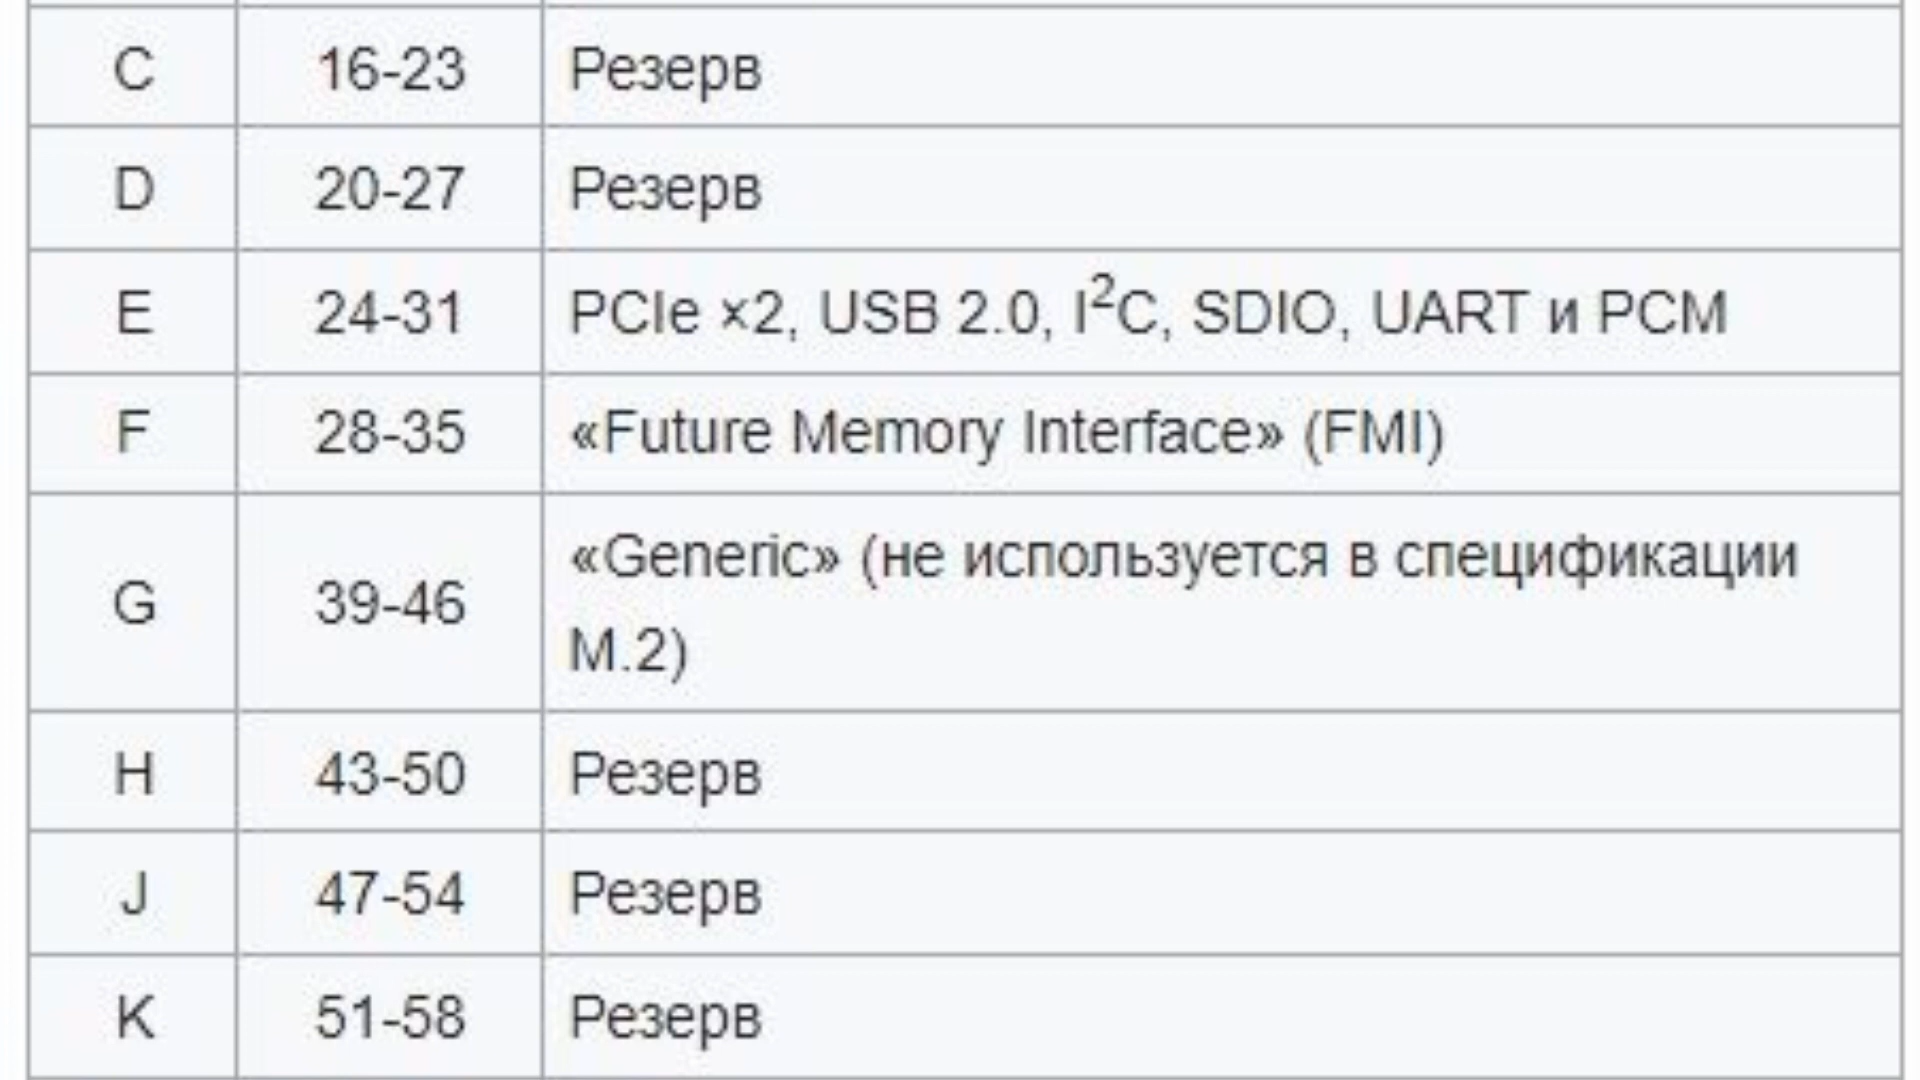 C 16-23 Резерв
D 20-27 Резерв
E 24-31 PCIe ×2, USB 2.0, I²C, SDIO, UART и PCM
F 28-35 «Future Memory Interface» (FMI)
G 39-46 «Generic» (не используется в спецификации
M.2)
H 43-50 Резерв
J 47-54 Резерв
K 51-58 Резерв